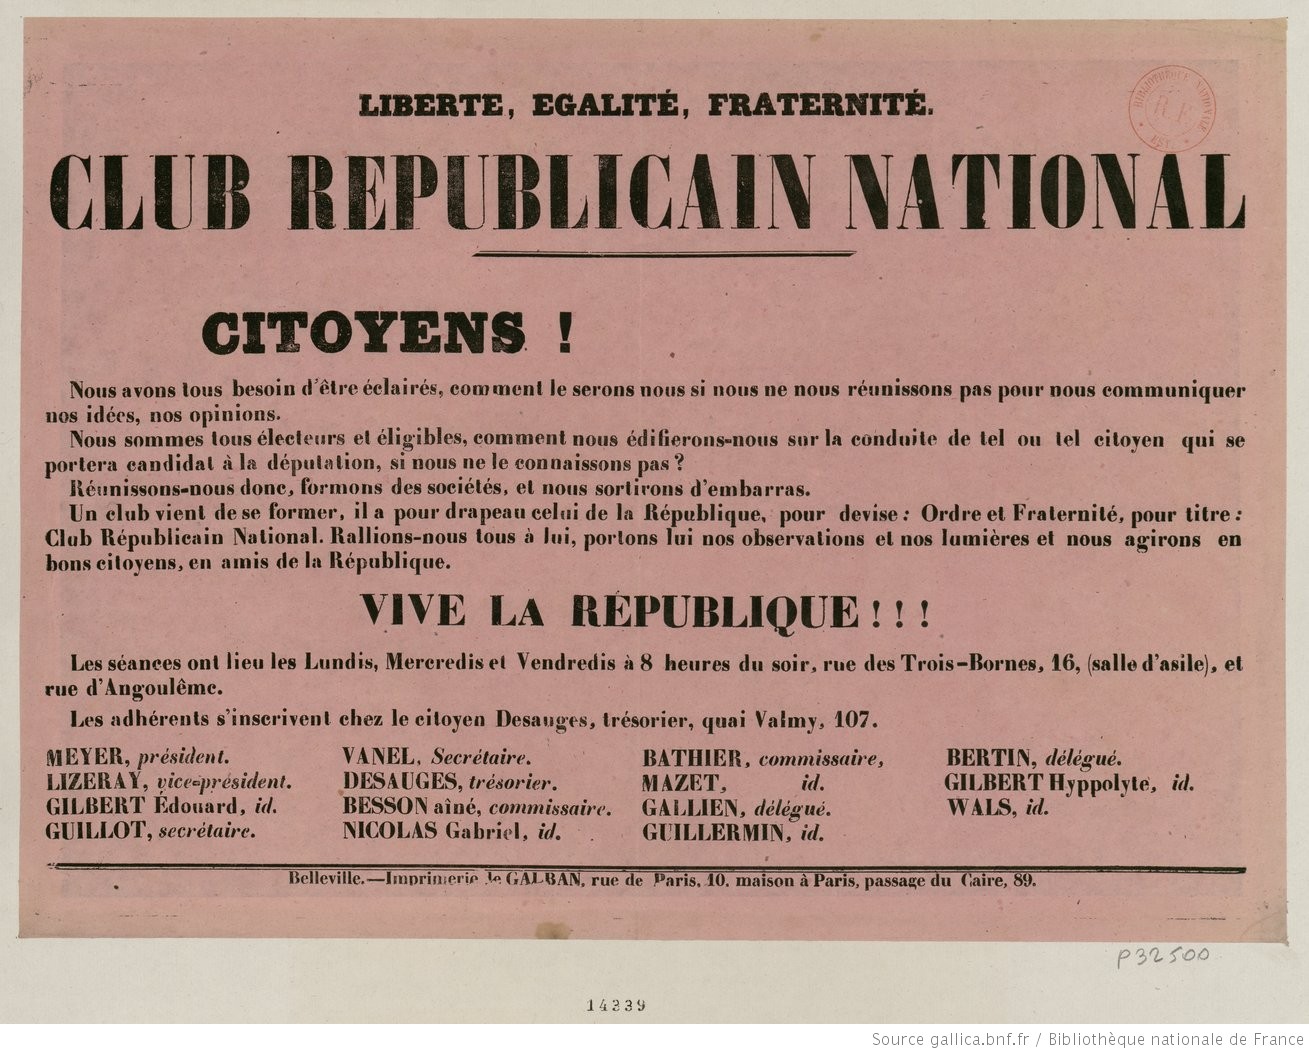 LIBERTE, EGALITÉ, FRATERNITÉ.
BIBLIOTHEQUE NATIONALE
R F
EST
CLUB REPUBLICAIN NATIONAL
CITOYENS !
Nous avons tous besoin d'être éclairés, comment le serons nous si nous ne nous réunissons pas pour nous communiquer
nos idées, nos opinions.
Nous sommes tous électeurs et éligibles, comment nous édifierons-nous sur la conduite de tel ou tel citoyen qui se
portera candidat à la députation, si nous ne le connaissons pas ?
Réunissons-nous donc, formons des sociétés, et nous sortirons d'embarras.
Un club vient de se former, il a pour drapeau celui de la République, pour devise : Ordre et Fraternité, pour titre :
Club Républicain National. Rallions-nous tous à lui, portons lui nos observations et nos lumières et nous agirons en
bons citoyens, en amis de la République.
VIVE LA RÉPUBLIQUE ! ! !
Les séances ont lieu les Lundis, Mercredis et Vendredis à 8 heures du soir, rue des Trois-Bornes, 16, (salle d'asile), et
rue d'Angoulême.
Les adhérents s'inscrivent chez le citoyen Desauges, trésorier, quai Valmy, 107.
MEYER, président.
LIZERAY, vice-président.
GILBERT Édouard, id.
GUILLOT, secrétaire.
VANEL, Secrétaire.
DESAUGES, trésorier.
BESSON aîné, commissaire.
NICOLAS Gabriel, id.
BATHIER, commissaire,
MAZET, id.
GALLIEN, délégué.
GUILLERMIN, id.
BERTIN, délégué.
GILBERT Hyppolyte, id.
WALS, id.
Belleville.—Imprimerie de GALBAN, rue de Paris, 10. maison à Paris, passage du Caire, 89.
P32500
14339
Source gallica.bnf.fr / Bibliothèque nationale de France